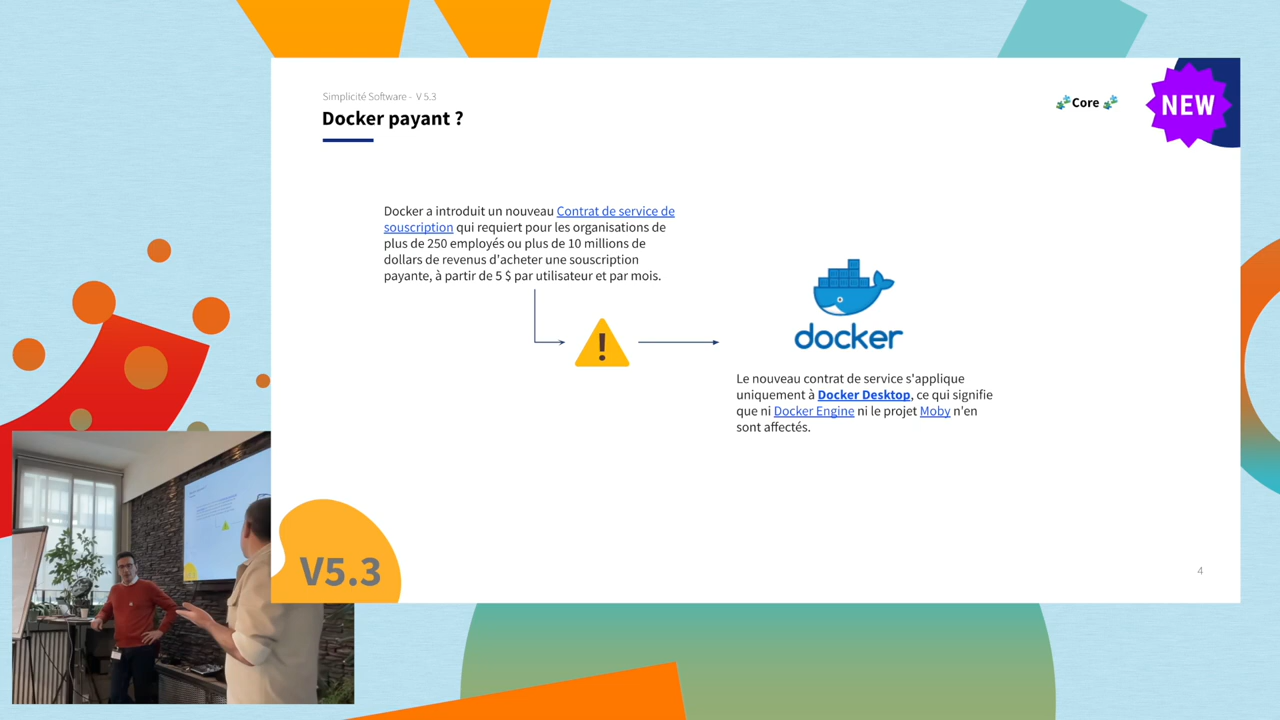 Simplicité Software - V 5.3
Docker payant ?
Core
NEW
Docker a introduit un nouveau Contrat de service de
souscription qui requiert pour les organisations de
plus de 250 employés ou plus de 10 millions de
dollars de revenus d'acheter une souscription
payante, à partir de 5 $ par utilisateur et par mois.
docker
Le nouveau contrat de service s'applique
uniquement à Docker Desktop, ce qui signifie
que ni Docker Engine ni le projet Moby n'en
sont affectés.
V5.3
4